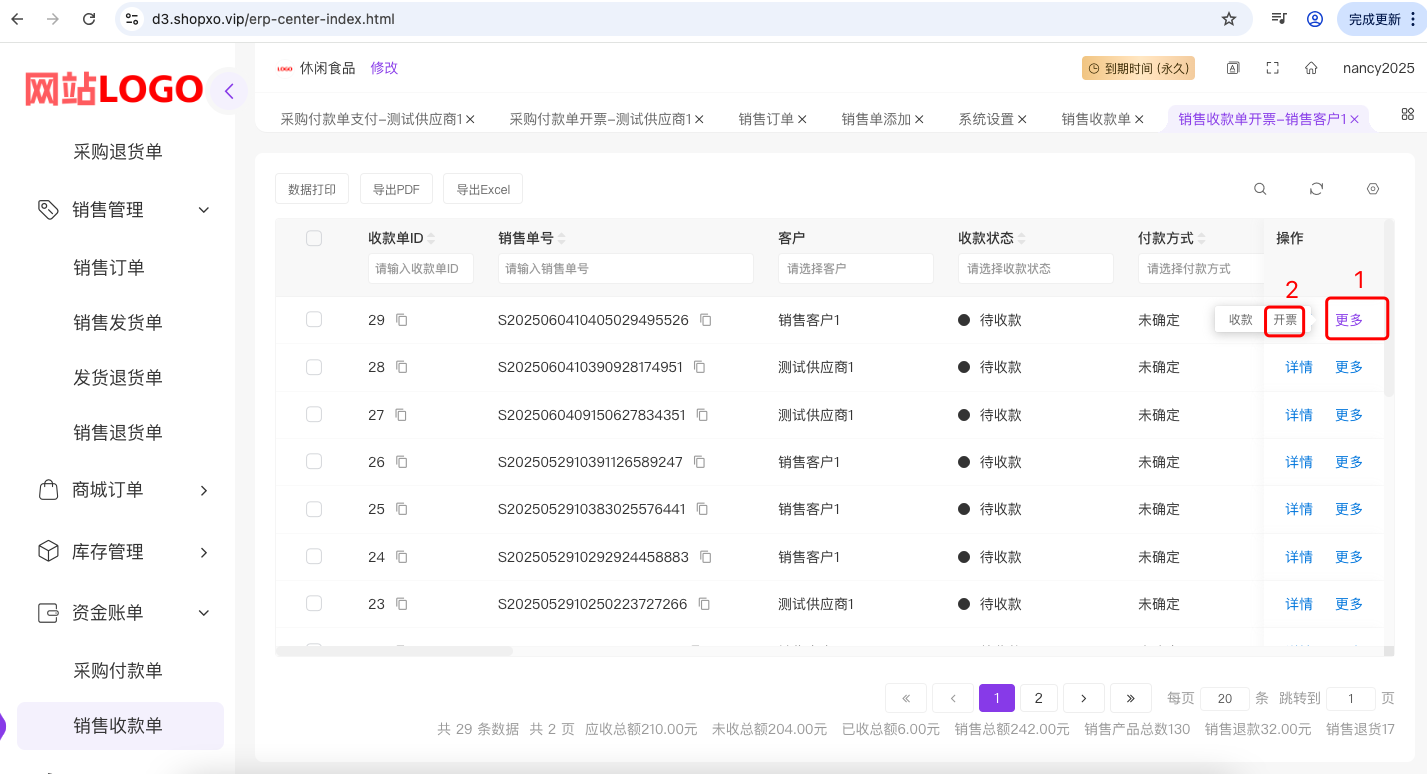 d3.shopxo.vip/erp-center-index.html
完成更新
网站LOGO
LOGO 休闲食品 修改
到期时间 (永久)
nancy2025
采购付款单支付-测试供应商1 采购付款单开票-测试供应商1 销售订单 销售单添加 系统设置 销售收款单 销售收款单开票-销售客户1
采购退货单
销售管理
销售订单
销售发货单
发货退货单
销售退货单
商城订单
库存管理
资金账单
采购付款单
销售收款单
数据打印 导出PDF 导出Excel
收款单ID 销售单号 客户 收款状态 付款方式 操作
请输入收款单ID 请输入销售单号 请选择客户 请选择收款状态 请选择付款方式
2 1
29 S2025060410405029495526 销售客户1 待收款 未确定 收款 开票 更多
28 S2025060410390928174951 测试供应商1 待收款 未确定 详情 更多
27 S2025060409150627834351 测试供应商1 待收款 未确定 详情 更多
26 S2025052910391126589247 销售客户1 待收款 未确定 详情 更多
25 S2025052910383025576441 销售客户1 待收款 未确定 详情 更多
24 S2025052910292924458883 销售客户1 待收款 未确定 详情 更多
23 S2025052910250223727266 测试供应商1 待收款 未确定 详情 更多
« ‹ 1 2 › » 每页 20 条 跳转到 1 页
共 29 条数据 共 2 页 应收总额210.00元 未收总额204.00元 已收总额6.00元 销售总额242.00元 销售产品总数130 销售退款32.00元 销售退货17